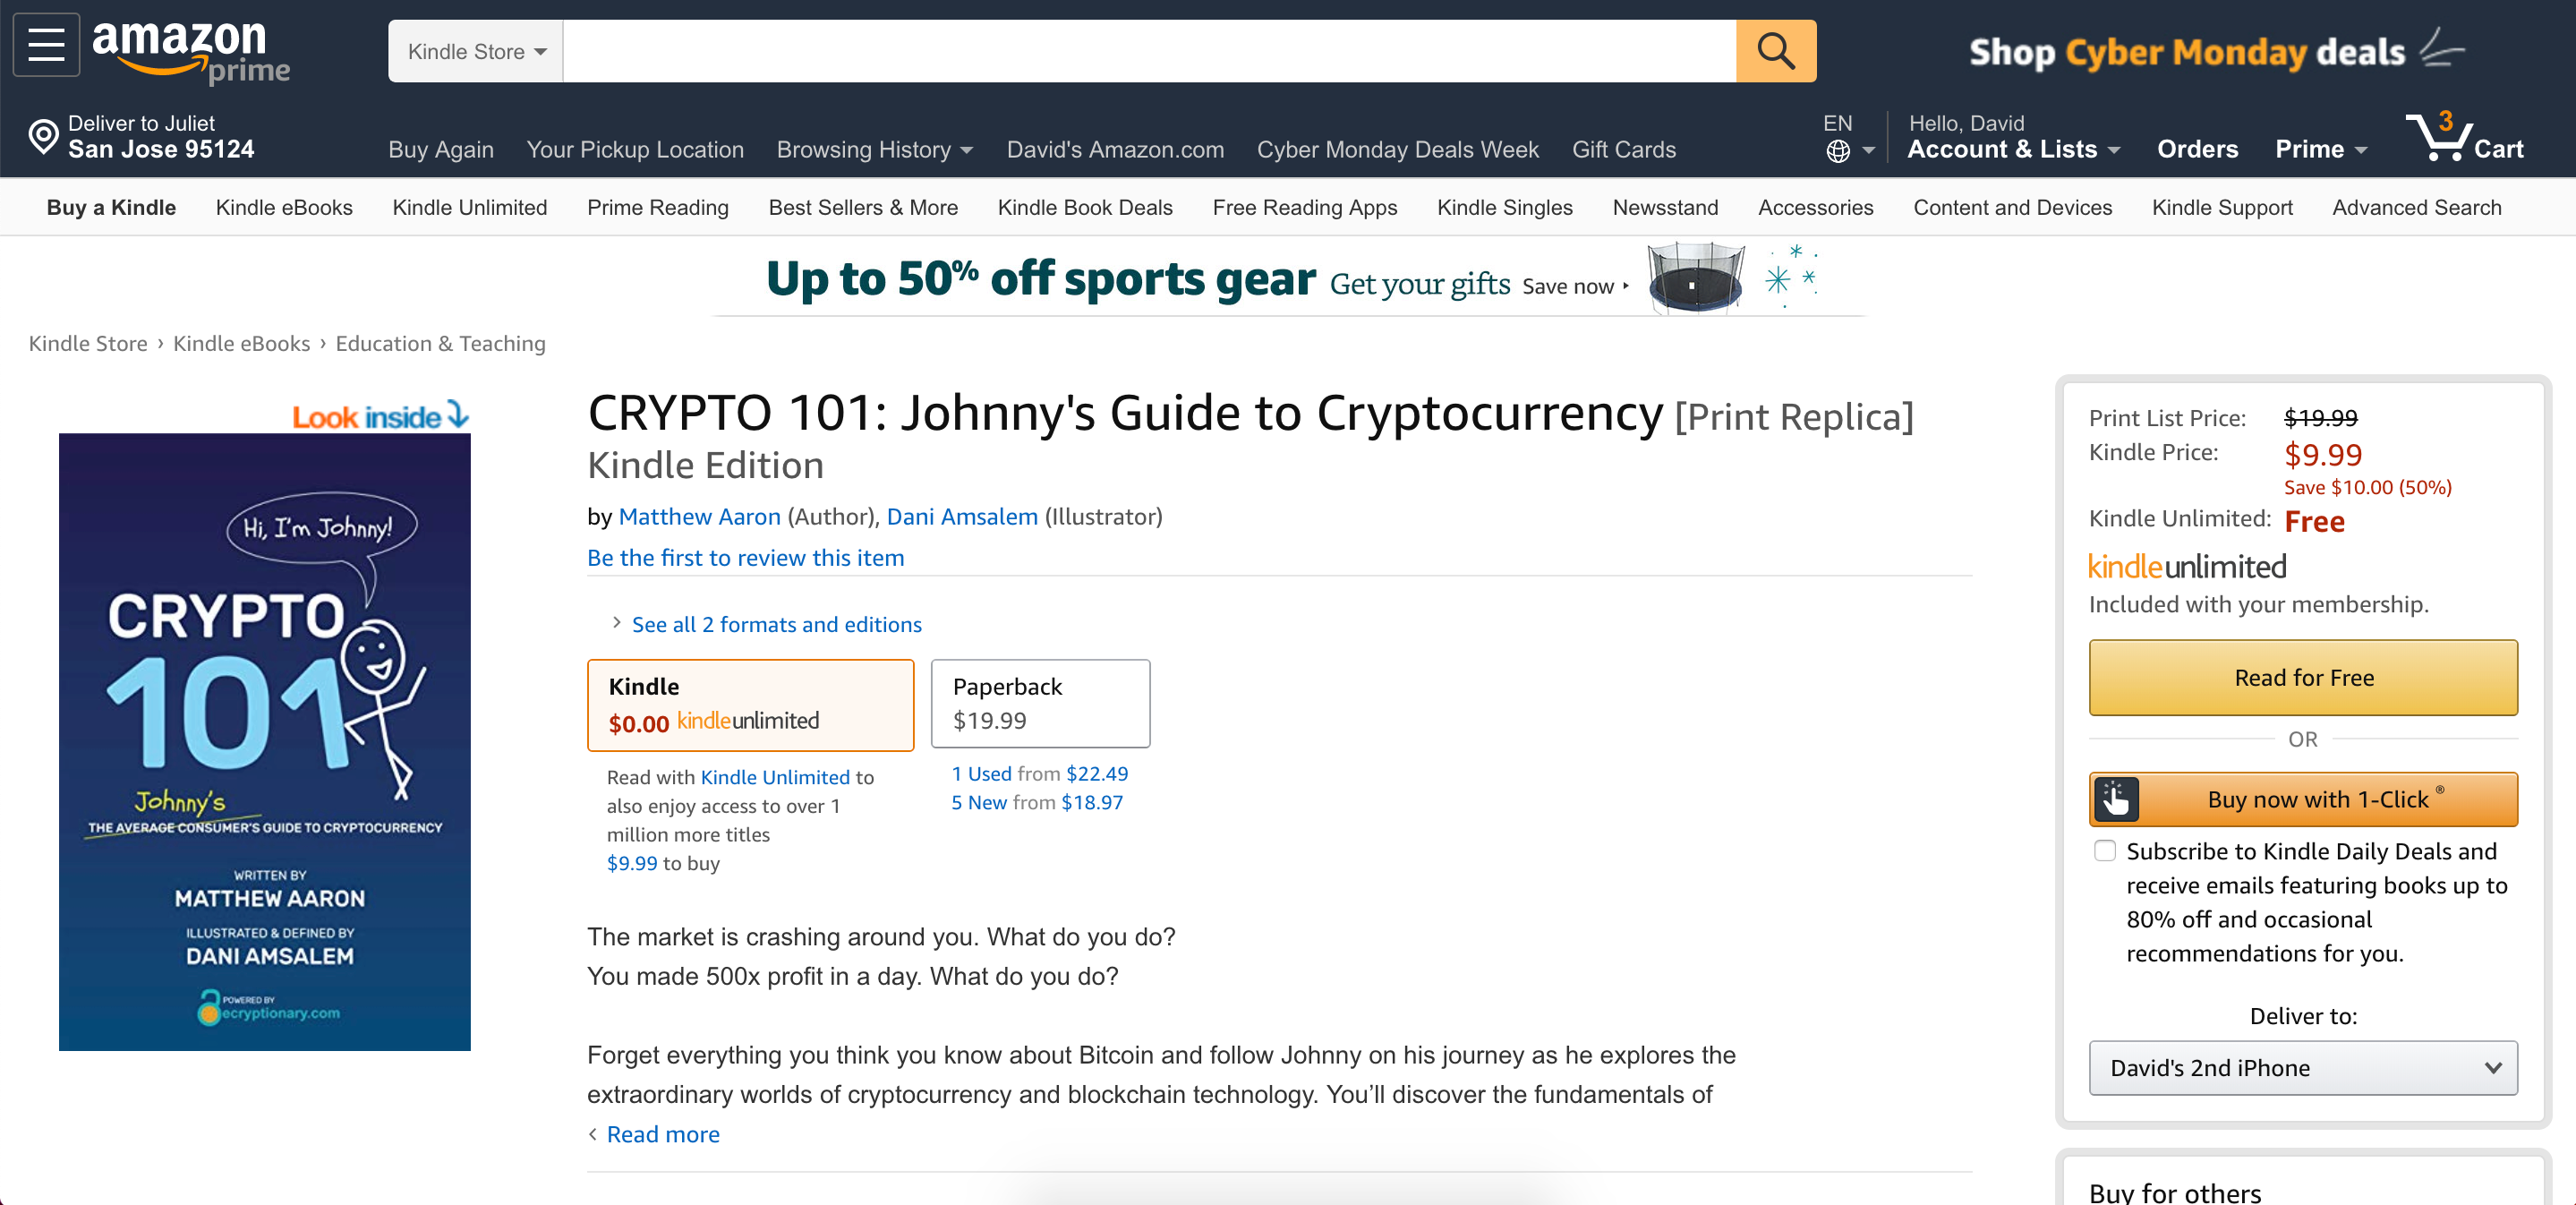 amazon
prime
Kindle Store
Shop Cyber Monday deals
Deliver to Juliet
San Jose 95124
Buy Again Your Pickup Location Browsing History David's Amazon.com Cyber Monday Deals Week Gift Cards
EN
Hello, David
Account & Lists
Orders
Prime
3
Cart
Buy a Kindle Kindle eBooks Kindle Unlimited Prime Reading Best Sellers & More Kindle Book Deals Free Reading Apps Kindle Singles Newsstand Accessories Content and Devices Kindle Support Advanced Search
Up to 50% off sports gear Get your gifts Save now ‣
Kindle Store › Kindle eBooks › Education & Teaching
Look inside
Hi, I'm Johnny!
CRYPTO
101
Johnny's
THE AVERAGE CONSUMER'S GUIDE TO CRYPTOCURRENCY
WRITTEN BY
MATTHEW AARON
ILLUSTRATED & DEFINED BY
DANI AMSALEM
POWERED BY
ecryptionary.com
CRYPTO 101: Johnny's Guide to Cryptocurrency [Print Replica]
Kindle Edition
by Matthew Aaron (Author), Dani Amsalem (Illustrator)
Be the first to review this item
› See all 2 formats and editions
Kindle
$0.00 kindleunlimited
Read with Kindle Unlimited to
also enjoy access to over 1
million more titles
$9.99 to buy
Paperback
$19.99
1 Used from $22.49
5 New from $18.97
The market is crashing around you. What do you do?
You made 500x profit in a day. What do you do?
Forget everything you think you know about Bitcoin and follow Johnny on his journey as he explores the
extraordinary worlds of cryptocurrency and blockchain technology. You’ll discover the fundamentals of
‹ Read more
Print List Price: $19.99
Kindle Price: $9.99
Save $10.00 (50%)
Kindle Unlimited: Free
kindleunlimited
Included with your membership.
Read for Free
OR
Buy now with 1-Click ®
Subscribe to Kindle Daily Deals and
receive emails featuring books up to
80% off and occasional
recommendations for you.
Deliver to:
David's 2nd iPhone
Buy for others